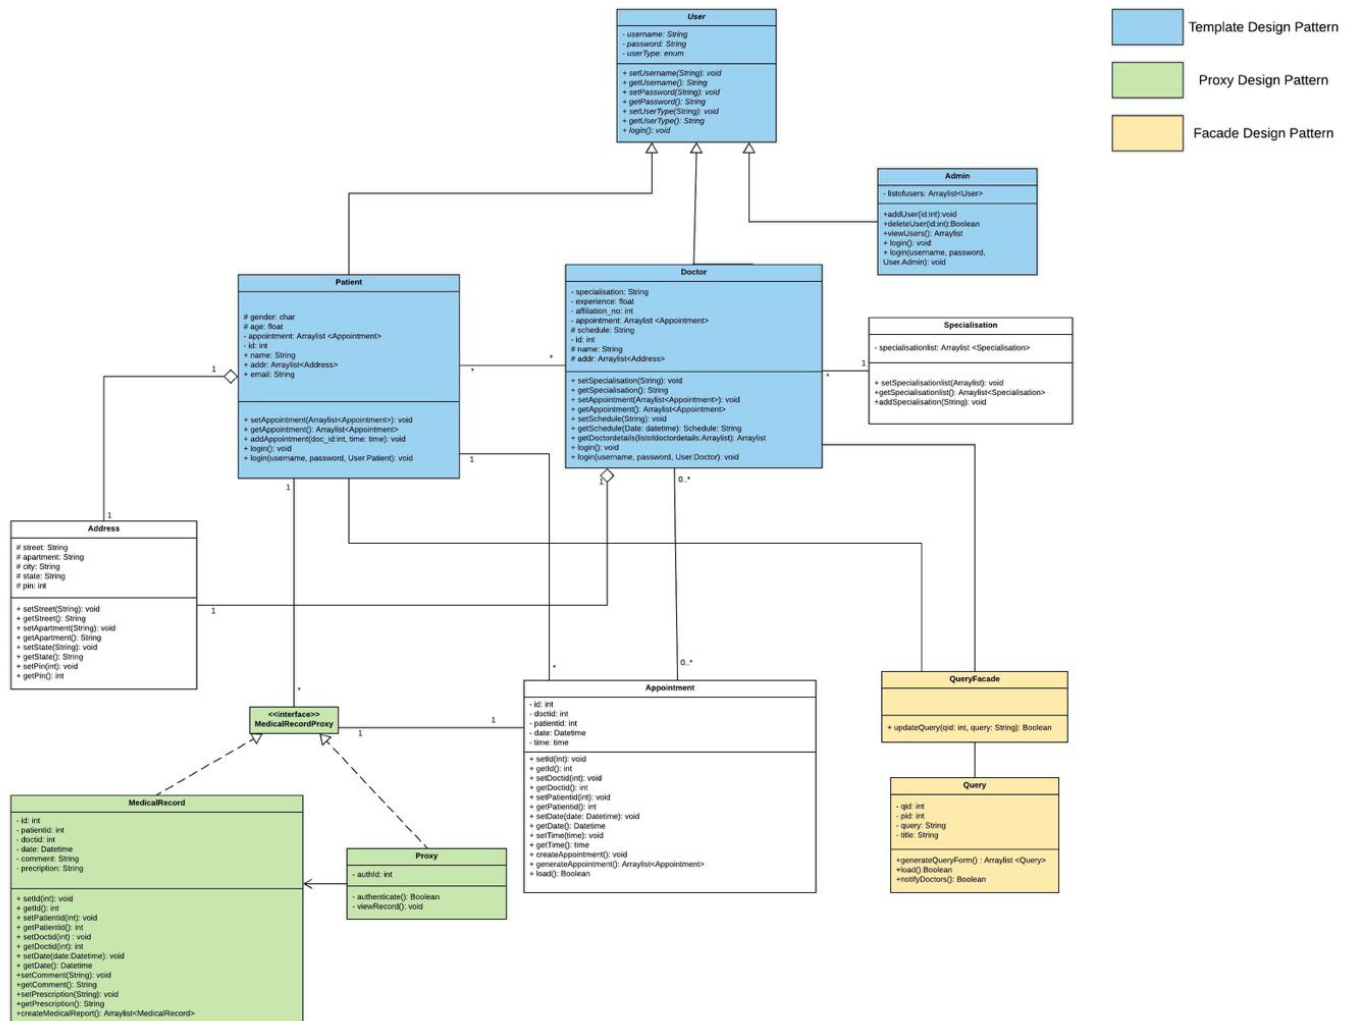 User
- username: String
- password: String
- userType: enum
+ setUsername(String): void
+ getUsername(): String
+ setPassword(String): void
+ getPassword(): String
+ setUserType(String): void
+ getUserType(): String
+ login(): void
Template Design Pattern
Proxy Design Pattern
Facade Design Pattern
Admin
- listofusers: Arraylist<User>
+addUser(id:int):void
+deleteUser(id:int):Boolean
+viewUsers(): Arraylist
+ login(): void
+ login(username, password,
User.Admin): void
Patient
# gender: char
# age: float
- appointment: Arraylist <Appointment>
- id: int
+ name: String
+ addr: Arraylist<Address>
+ email: String
+ setAppointment(Arraylist<Appointment>): void
+ getAppointment(): Arraylist<Appointment>
+ addAppointment(doc_id:int, time: time): void
+ login(): void
+ login(username, password, User.Patient): void
Doctor
- specialisation: String
- experience: float
- affiliation_no: int
- appointment: Arraylist <Appointment>
# schedule: String
- id: int
# name: String
# addr: Arraylist<Address>
+ setSpecialisation(String): void
+ getSpecialisation(): String
+ setAppointment(Arraylist<Appointment>): void
+ getAppointment(): Arraylist<Appointment>
+ setSchedule(String): void
+ getSchedule(Date: datetime): Schedule: String
+ getDoctordetails(listofdoctordetails:Arraylist): Arraylist
+ login(): void
+ login(username, password, User.Doctor): void
Specialisation
- specialisationlist: Arraylist <Specialisation>
+ setSpecialisationlist(Arraylist): void
+getSpecialisationlist(): Arraylist<Specialisation>
+addSpecialisation(String): void
*
*
*
1
1
1
1
1
0..*
1
Address
# street: String
# apartment: String
# city: String
# state: String
# pin: int
+ setStreet(String): void
+ getStreet(): String
+ setApartment(String): void
+ getApartment(): String
+ setState(String): void
+ getState(): String
+ setPin(int): void
+ getPin(): int
1
*
0..*
*
<<interface>>
MedicalRecordProxy
1
1
Appointment
- id: int
- doctid: int
- patientid: int
- date: Datetime
- time: time
+ setId(int): void
+ getId(): int
+ setDoctid(int): void
+ getDoctid(): int
+ setPatientid(int): void
+ getPatientid(): int
+ setDate(date: Datetime): void
+ getDate(): Datetime
+ setTime(time): void
+ getTime(): time
+ createAppointment(): void
+ generateAppointment(): Arraylist<Appointment>
+ load(): Boolean
QueryFacade
+ updateQuery(qid: int, query: String): Boolean
Query
- qid: int
- pid: int
- query: String
- title: String
+generateQueryForm() : Arraylist <Query>
+load():Boolean
+notifyDoctors(): Boolean
MedicalRecord
- id: int
- patientid: int
- doctid: int
- date: Datetime
- comment: String
- precription: String
+ setId(int): void
+ getId(): int
+ setPatientid(int): void
+ getPatientid(): int
+ setDoctid(int) : void
+ getDoctid(int): int
+ setDate(date:Datetime): void
+ getDate(): Datetime
+setComment(String): void
+getComment(): String
+setPrescription(String): void
+getPrescription(): String
+createMedicalReport(): Arraylist<MedicalRecord>
Proxy
- authId: int
- authenticate(): Boolean
- viewRecord(): void